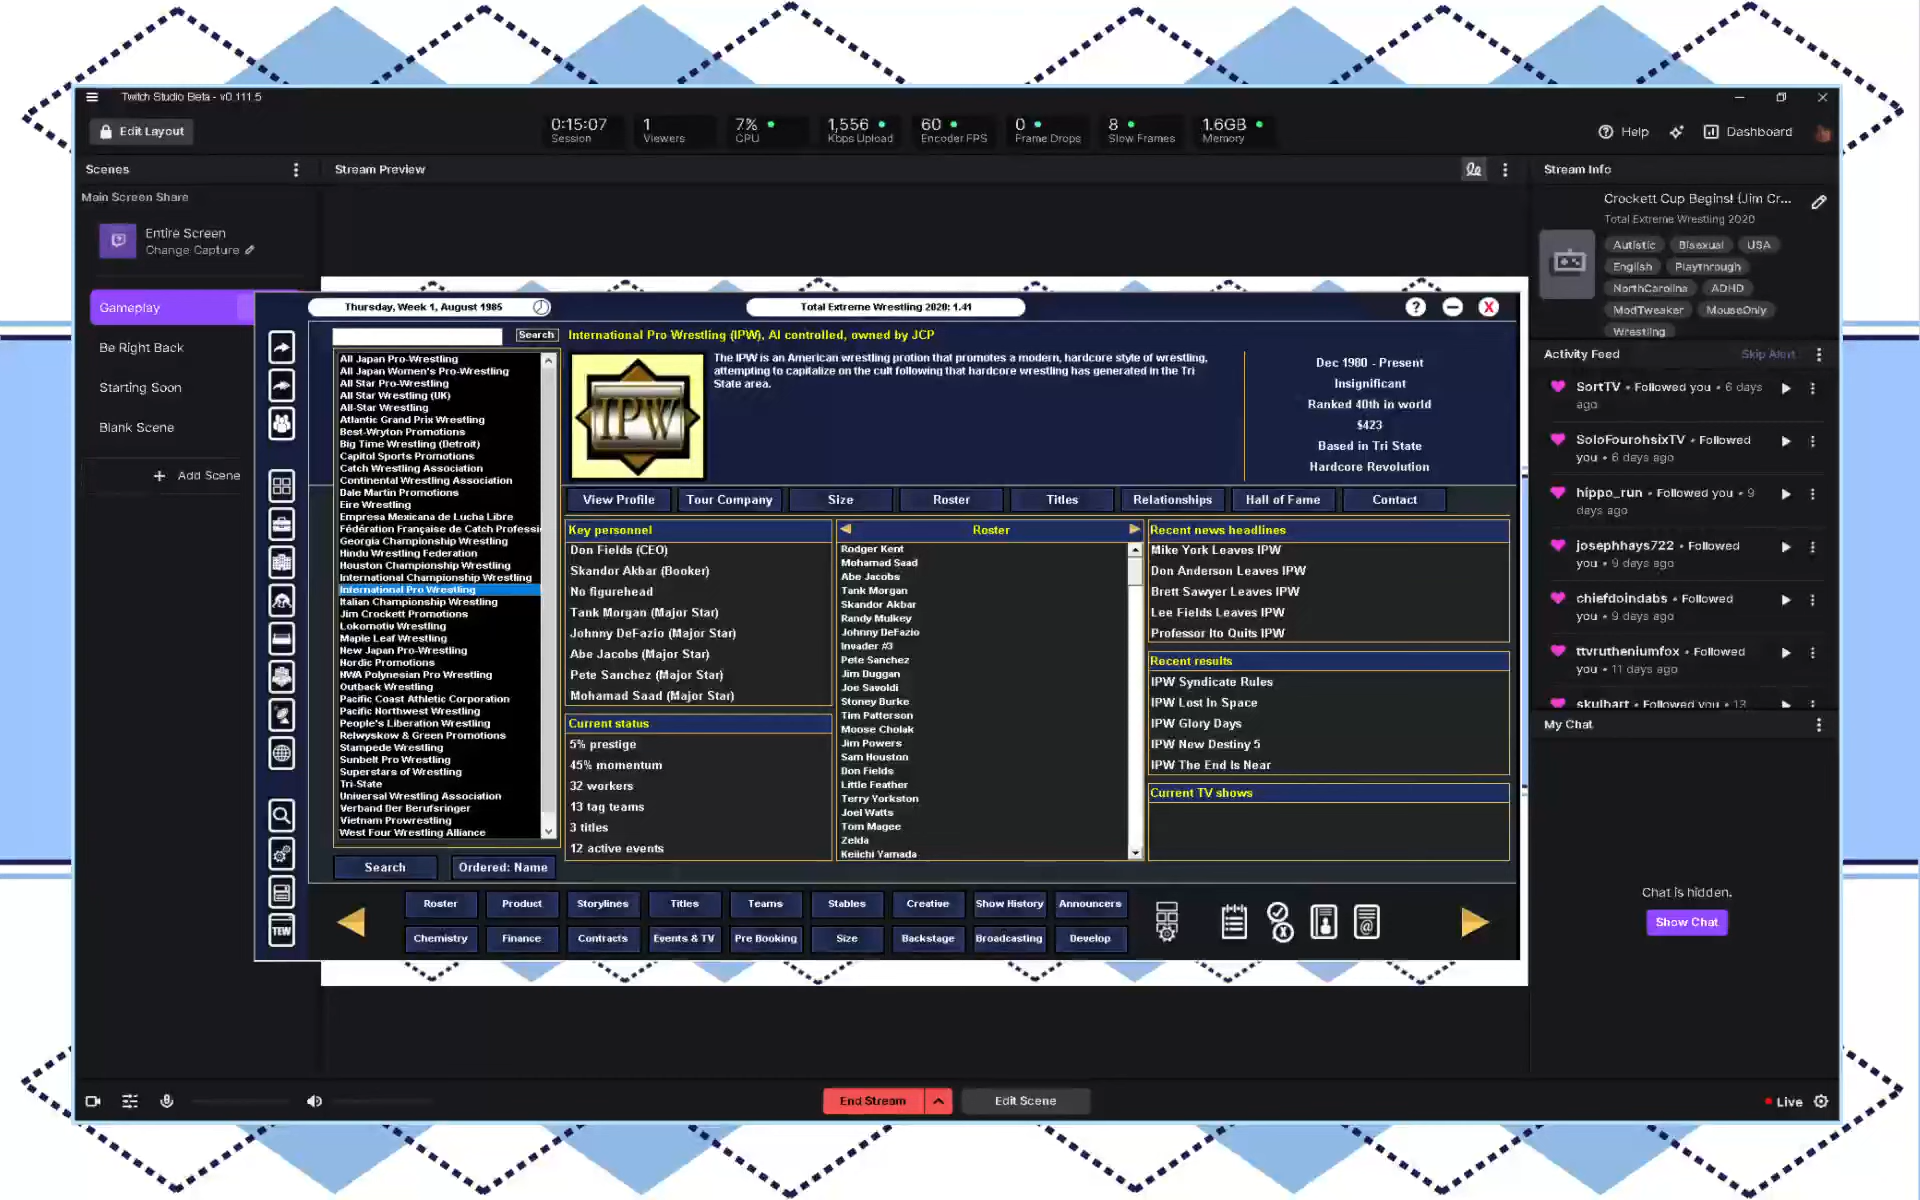 Twitch Studio Beta - v0.111.5
Edit Layout
0:15:07
Session
1
Viewers
7%
CPU
1,556
Kbps Upload
60
Encoder FPS
0
Frame Drops
8
Slow Frames
1.6GB
Memory
Help
Dashboard
Scenes
Stream Preview
Stream Info
Main Screen Share
Entire Screen
Change Capture
Gameplay
Be Right Back
Starting Soon
Blank Scene
Add Scene
Crockett Cup Begins! (Jim Cr...
Total Extreme Wrestling 2020
Autistic
Bisexual
USA
English
Playthrough
NorthCarolina
ADHD
ModTweaker
MouseOnly
Wrestling
Activity Feed
Skip Alert
SortTV • Followed you • 6 days
ago
SoloFourohsixTV • Followed
you • 6 days ago
hippo_run • Followed you • 9
days ago
josephhays722 • Followed
you • 9 days ago
chiefdoindabs • Followed
you • 9 days ago
ttvrutheniumfox • Followed
you • 11 days ago
skulhart • Followed you • 13
My Chat
Chat is hidden.
Show Chat
Thursday, Week 1, August 1985
Total Extreme Wrestling 2020: 1.41
?
X
Search
All Japan Pro-Wrestling
All Japan Women's Pro-Wrestling
All Star Pro-Wrestling
All Star Wrestling (UK)
All-Star Wrestling
Atlantic Grand Prix Wrestling
Best-Wryton Promotions
Big Time Wrestling (Detroit)
Capitol Sports Promotions
Catch Wrestling Association
Continental Wrestling Association
Dale Martin Promotions
Eire Wrestling
Empresa Mexicana de Lucha Libre
Fédération Française de Catch Professi
Georgia Championship Wrestling
Hindu Wrestling Federation
Houston Championship Wrestling
International Championship Wrestling
International Pro Wrestling
Italian Championship Wrestling
Jim Crockett Promotions
Lokomotiv Wrestling
Maple Leaf Wrestling
New Japan Pro-Wrestling
Nordic Promotions
NWA Polynesian Pro Wrestling
Outback Wrestling
Pacific Coast Athletic Corporation
Pacific Northwest Wrestling
People's Liberation Wrestling
Relwyskow & Green Promotions
Stampede Wrestling
Sunbelt Pro Wrestling
Superstars of Wrestling
Tri-State
Universal Wrestling Association
Verband Der Berufsringer
Vietnam Prowrestling
West Four Wrestling Alliance
Search
Ordered: Name
International Pro Wrestling (IPW), AI controlled, owned by JCP
IPW
The IPW is an American wrestling protion that promotes a modern, hardcore style of wrestling,
attempting to capitalize on the cult following that hardcore wrestling has generated in the Tri
State area.
Dec 1980 - Present
Insignificant
Ranked 40th in world
$423
Based in Tri State
Hardcore Revolution
View Profile
Tour Company
Size
Roster
Titles
Relationships
Hall of Fame
Contact
Key personnel
Don Fields (CEO)
Skandor Akbar (Booker)
No figurehead
Tank Morgan (Major Star)
Johnny DeFazio (Major Star)
Abe Jacobs (Major Star)
Pete Sanchez (Major Star)
Mohamad Saad (Major Star)
Current status
5% prestige
45% momentum
32 workers
13 tag teams
3 titles
12 active events
Roster
Rodger Kent
Mohamad Saad
Abe Jacobs
Tank Morgan
Skandor Akbar
Randy Mulkey
Johnny DeFazio
Invader #3
Pete Sanchez
Jim Duggan
Joe Savoldi
Stoney Burke
Tim Patterson
Moose Cholak
Jim Powers
Sam Houston
Don Fields
Little Feather
Terry Yorkston
Joel Watts
Tom Magee
Zelda
Keiichi Yamada
Recent news headlines
Mike York Leaves IPW
Don Anderson Leaves IPW
Brett Sawyer Leaves IPW
Lee Fields Leaves IPW
Professor Ito Quits IPW
Recent results
IPW Syndicate Rules
IPW Lost In Space
IPW Glory Days
IPW New Destiny 5
IPW The End Is Near
Current TV shows
TEW
Roster
Product
Storylines
Titles
Teams
Stables
Creative
Show History
Announcers
Chemistry
Finance
Contracts
Events & TV
Pre Booking
Size
Backstage
Broadcasting
Develop
End Stream
Edit Scene
Live